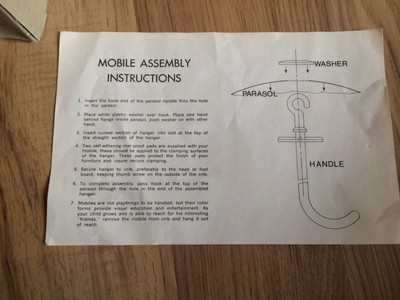 MOBILE ASSEMBLY
INSTRUCTIONS
1. Insert the hook end of the parasol handle thru the hole
in the parasol.
2. Place white plastic washer over hook. Place one hand
behind flange inside parasol, push washer on with other
hand.
3. Insert curved section of hanger into slot at the top of
the straight section of the hanger.
4. Two self-adhering mar-proof pads are supplied with your
mobile, these should be applied to the clamping surfaces
of the hanger. These pads protect the finish of your
furniture and insure secure clamping.
5. Secure hanger to crib, preferably to the head or foot
board, keeping thumb screw on the outside of the crib.
6. To complete assembly, pass hook at the top of the
parasol through the hole in the end of the assembled
hanger.
7. Mobiles are not playthings to be handled, but their color
forms provide visual education and entertainment. As
your child grows and is able to reach for his interesting
"friends," remove the mobile from crib and hang it out
of reach.
WASHER
PARASOL
HANDLE